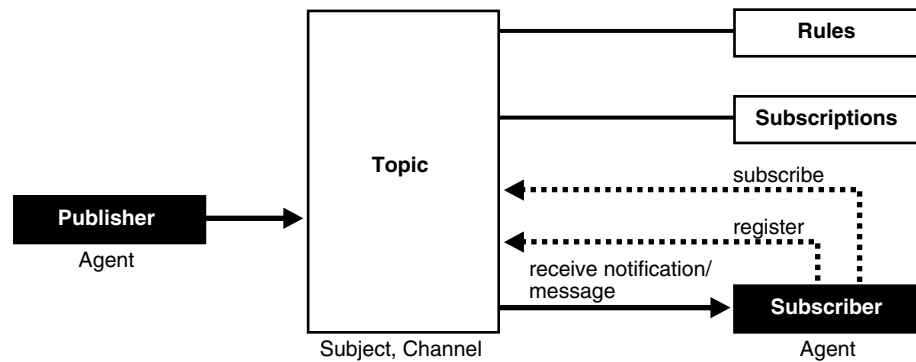 Rules
Subscriptions
Topic
subscribe
Publisher
register
Agent
receive notification/
message
Subscriber
Subject, Channel
Agent